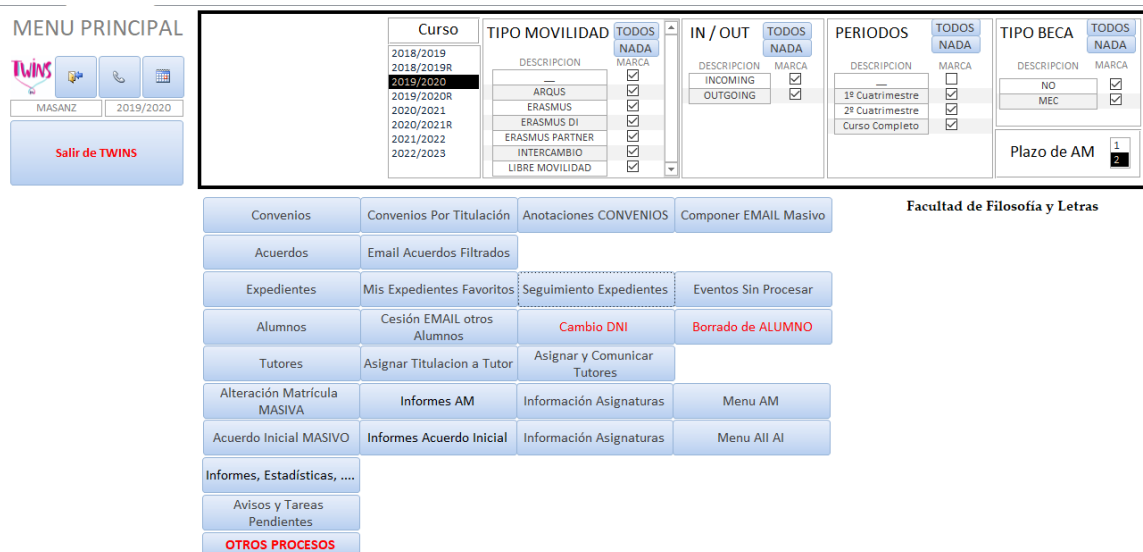 MENU PRINCIPAL
Twins
MASANZ 2019/2020
Salir de TWINS
Curso
2018/2019
2018/2019R
2019/2020
2019/2020R
2020/2021
2020/2021R
2021/2022
2022/2023
TIPO MOVILIDAD TODOS
NADA
DESCRIPCION MARCA
__
ARQUS
ERASMUS
ERASMUS DI
ERASMUS PARTNER
INTERCAMBIO
LIBRE MOVILIDAD
IN / OUT TODOS
NADA
DESCRIPCION MARCA
INCOMING
OUTGOING
PERIODOS TODOS
NADA
DESCRIPCION MARCA
__
1º Cuatrimestre
2º Cuatrimestre
Curso Completo
TIPO BECA TODOS
NADA
DESCRIPCION MARCA
NO
MEC
Plazo de AM 1
2
Facultad de Filosofía y Letras
Convenios Convenios Por Titulación Anotaciones CONVENIOS Componer EMAIL Masivo
Acuerdos Email Acuerdos Filtrados
Expedientes Mis Expedientes Favoritos Seguimiento Expedientes Eventos Sin Procesar
Alumnos Cesión EMAIL otros
Alumnos Cambio DNI Borrado de ALUMNO
Tutores Asignar Titulacion a Tutor Asignar y Comunicar
Tutores
Alteración Matrícula
MASIVA Informes AM Información Asignaturas Menu AM
Acuerdo Inicial MASIVO Informes Acuerdo Inicial Información Asignaturas Menu AII AI
Informes, Estadísticas, ....
Avisos y Tareas
Pendientes
OTROS PROCESOS